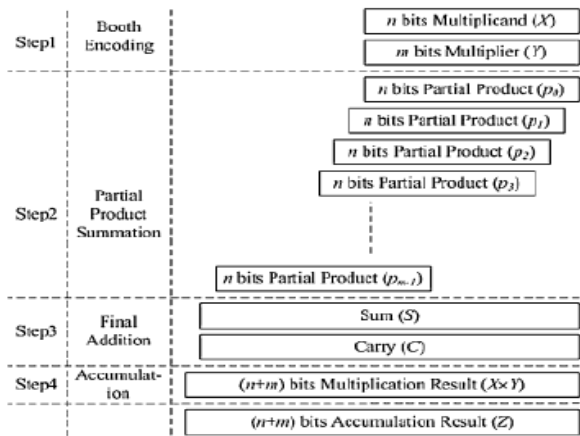 Step1
Booth
Encoding
n bits Multiplicand (X)
m bits Multiplier (Y)
Step2
Partial
Product
Summation
n bits Partial Product (p0)
n bits Partial Product (p1)
n bits Partial Product (p2)
n bits Partial Product (p3)
n bits Partial Product (pm-1)
Step3
Final
Addition
Sum (S)
Carry (C)
Step4
Accumulat-
ion
(n+m) bits Multiplication Result (X×Y)
(n+m) bits Accumulation Result (Z)